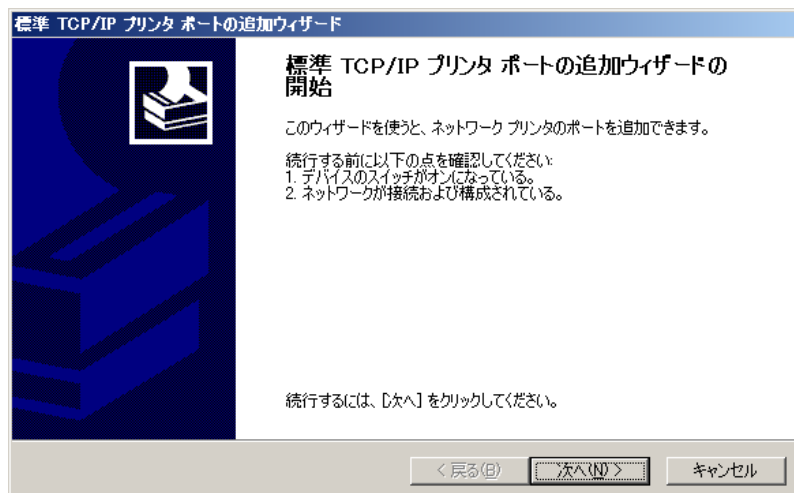 標準 TCP/IP プリンタ ポートの追加ウィザード
標準 TCP/IP プリンタ ポートの追加ウィザードの
開始
このウィザードを使うと、ネットワーク プリンタのポートを追加できます。
続行する前に以下の点を確認してください:
1. デバイスのスイッチがオンになっている。
2. ネットワークが接続および構成されている。
続行するには、[次へ] をクリックしてください。
< 戻る(B)
次へ(N) >
キャンセル